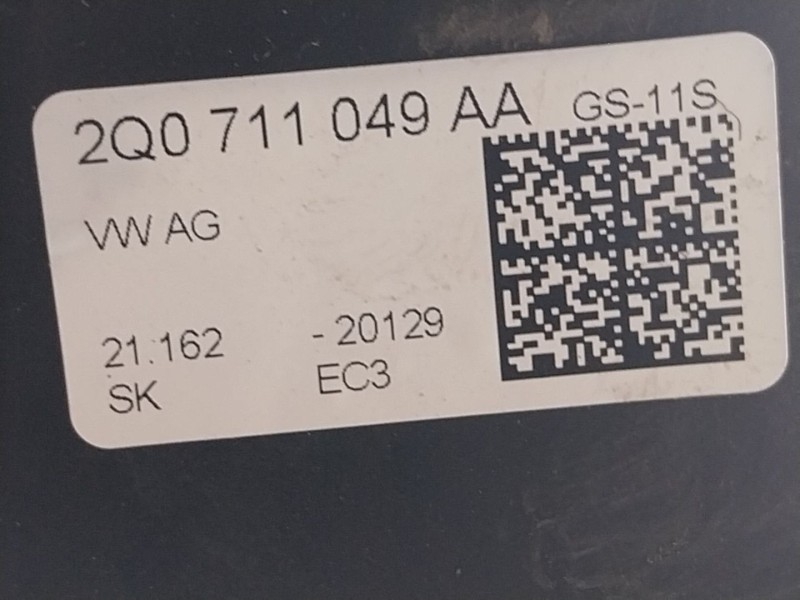 2Q0 711 049 AA GS-11S
VW AG
21.162 - 20129
SK EC3